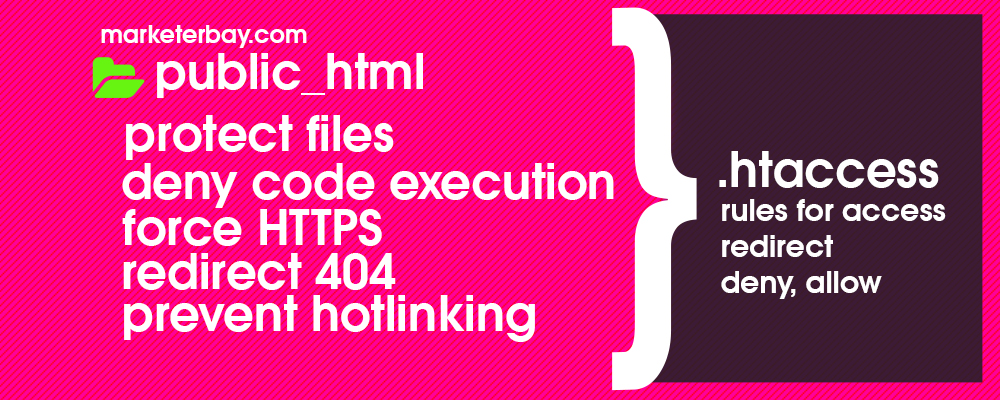 marketerbay.com
public_html
protect files
deny code execution
force HTTPS
redirect 404
prevent hotlinking
.htaccess
rules for access
redirect
deny, allow